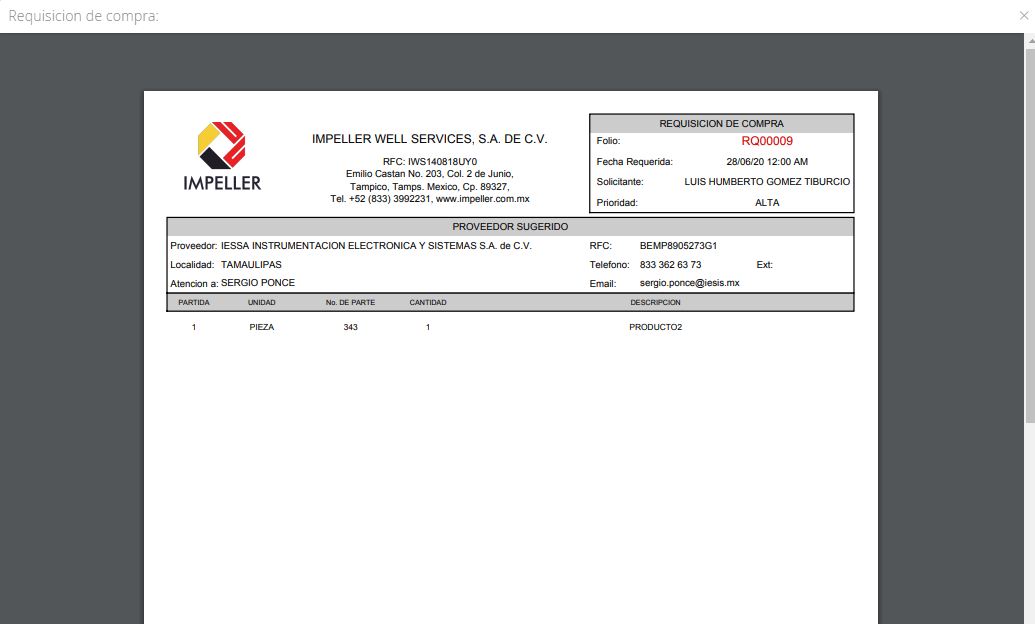 Requisicion de compra:
IMPELLER
IMPELLER WELL SERVICES, S.A. DE C.V.
RFC: IWS140818UY0
Emilio Castan No. 203, Col. 2 de Junio,
Tampico, Tamps. Mexico, Cp. 89327,
Tel. +52 (833) 3992231, www.impeller.com.mx
REQUISICION DE COMPRA
Folio: RQ00009
Fecha Requerida: 28/06/20 12:00 AM
Solicitante: LUIS HUMBERTO GOMEZ TIBURCIO
Prioridad: ALTA
PROVEEDOR SUGERIDO
Proveedor: IESSA INSTRUMENTACION ELECTRONICA Y SISTEMAS S.A. de C.V. RFC: BEMP8905273G1
Localidad: TAMAULIPAS Telefono: 833 362 63 73 Ext:
Atencion a: SERGIO PONCE Email: sergio.ponce@iesis.mx
PARTIDA UNIDAD No. DE PARTE CANTIDAD DESCRIPCION
1 PIEZA 343 1 PRODUCTO2